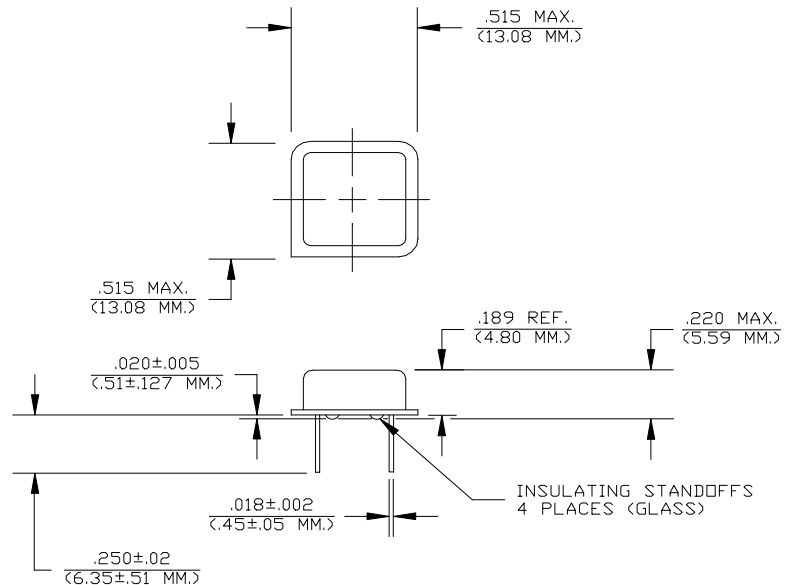 .515 MAX.
(13.08 MM.)
.515 MAX.
(13.08 MM.)
.189 REF.
(4.80 MM.)
.220 MAX.
(5.59 MM.)
.020±.005
(.51±.127 MM.)
.018±.002
(.45±.05 MM.)
INSULATING STANDOFFS
4 PLACES (GLASS)
.250±.02
(6.35±.51 MM.)